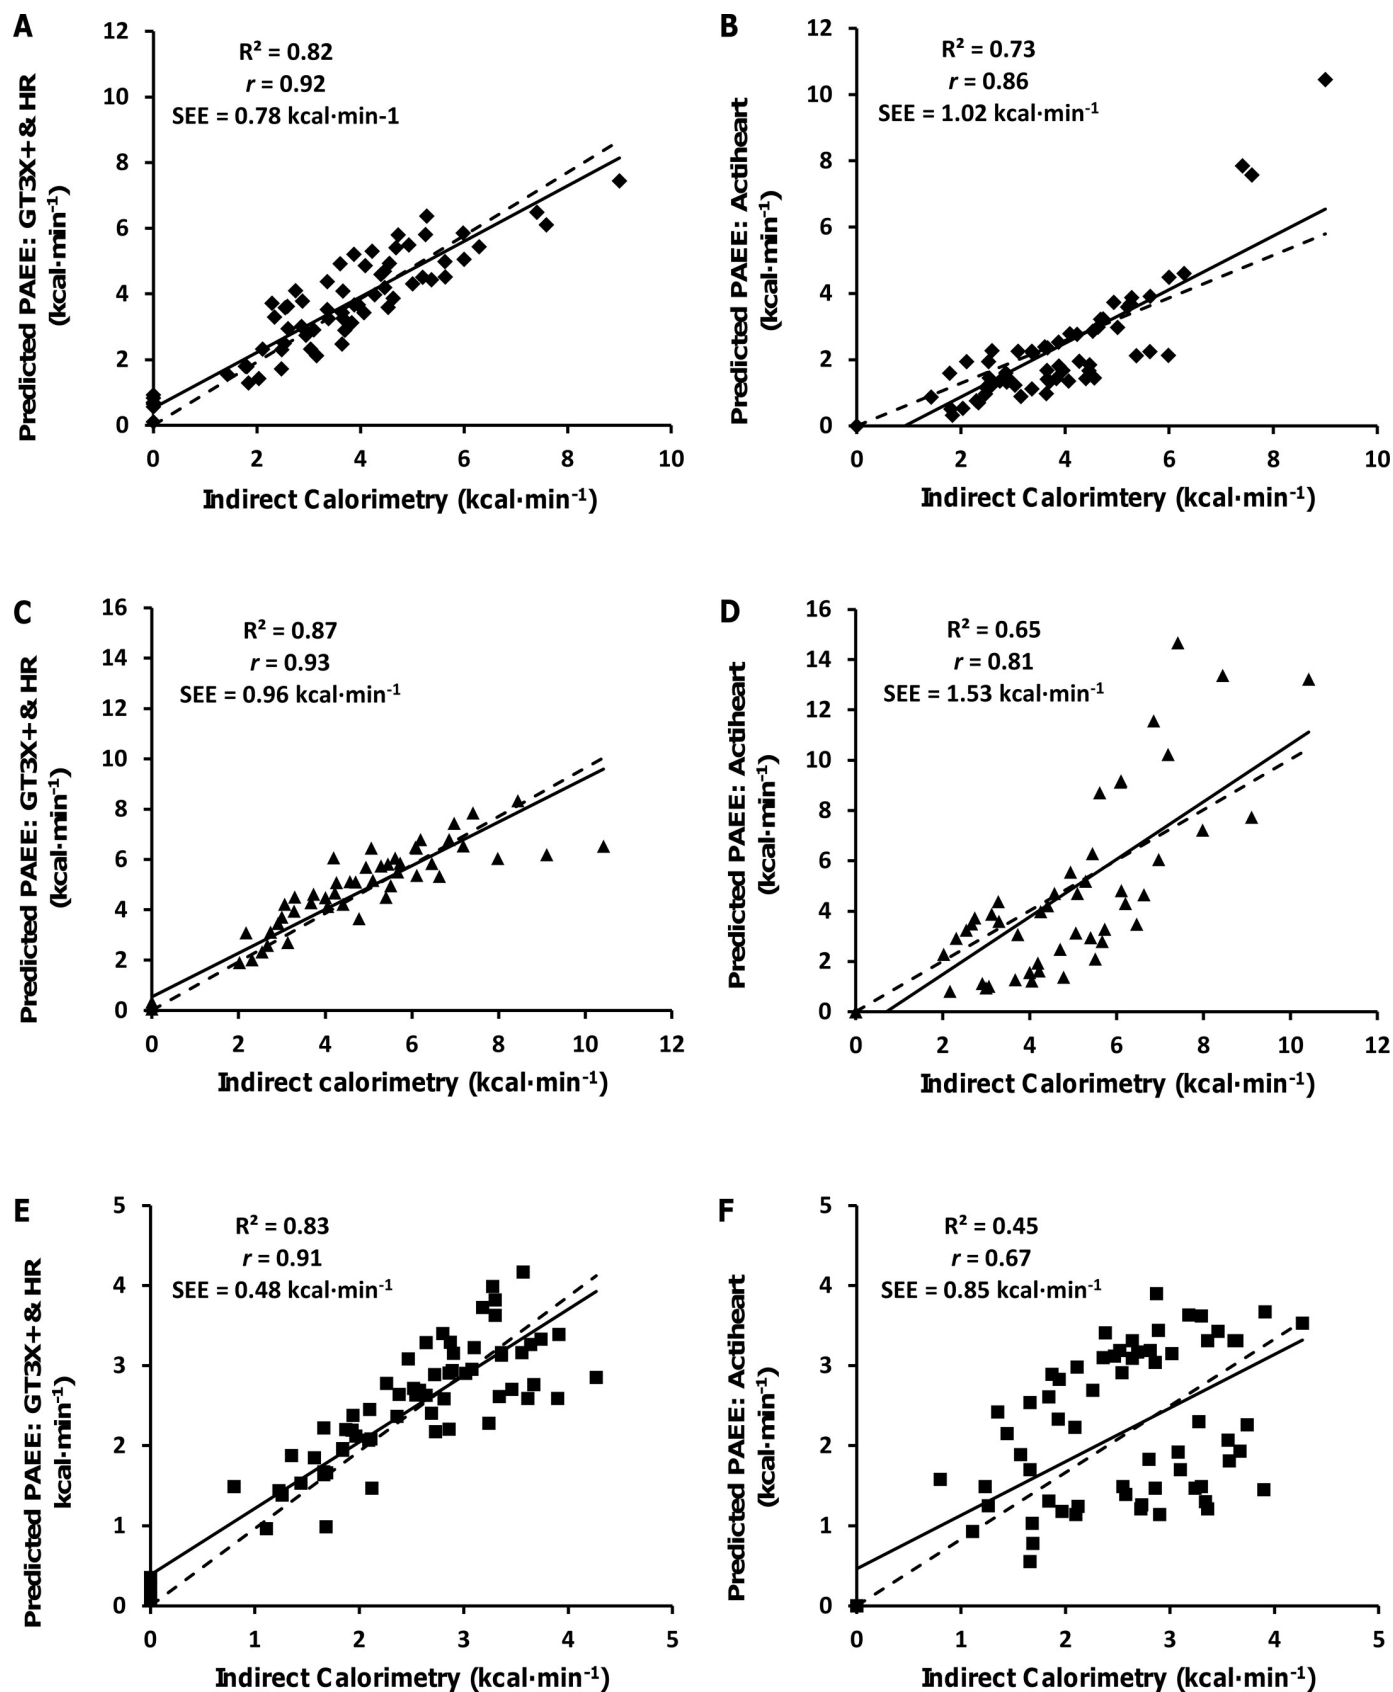 A
R² = 0.82
r = 0.92
SEE = 0.78 kcal·min-1
Predicted PAEE: GT3X+ & HR
(kcal·min⁻¹)
12
10
8
6
4
2
0
0 2 4 6 8 10
Indirect Calorimetry (kcal·min⁻¹)
B
R² = 0.73
r = 0.86
SEE = 1.02 kcal·min⁻¹
Predicted PAEE: Actiheart
(kcal·min⁻¹)
12
10
8
6
4
2
0
0 2 4 6 8 10
Indirect Calorimtery (kcal·min⁻¹)
C
R² = 0.87
r = 0.93
SEE = 0.96 kcal·min⁻¹
Predicted PAEE: GT3X+ & HR
(kcal·min⁻¹)
16
14
12
10
8
6
4
2
0
0 2 4 6 8 10 12
Indirect calorimetry (kcal·min⁻¹)
D
R² = 0.65
r = 0.81
SEE = 1.53 kcal·min⁻¹
Predicted PAEE: Actiheart
(kcal·min⁻¹)
16
14
12
10
8
6
4
2
0
0 2 4 6 8 10 12
Indirect Calorimetry (kcal·min⁻¹)
E
R² = 0.83
r = 0.91
SEE = 0.48 kcal·min⁻¹
Predicted PAEE: GT3X+ & HR
kcal·min⁻¹)
5
4
3
2
1
0
0 1 2 3 4 5
Indirect Calorimetry (kcal·min⁻¹)
F
R² = 0.45
r = 0.67
SEE = 0.85 kcal·min⁻¹
Predicted PAEE: Actiheart
(kcal·min⁻¹)
5
4
3
2
1
0
0 1 2 3 4 5
Indirect Calorimetry (kcal·min⁻¹)